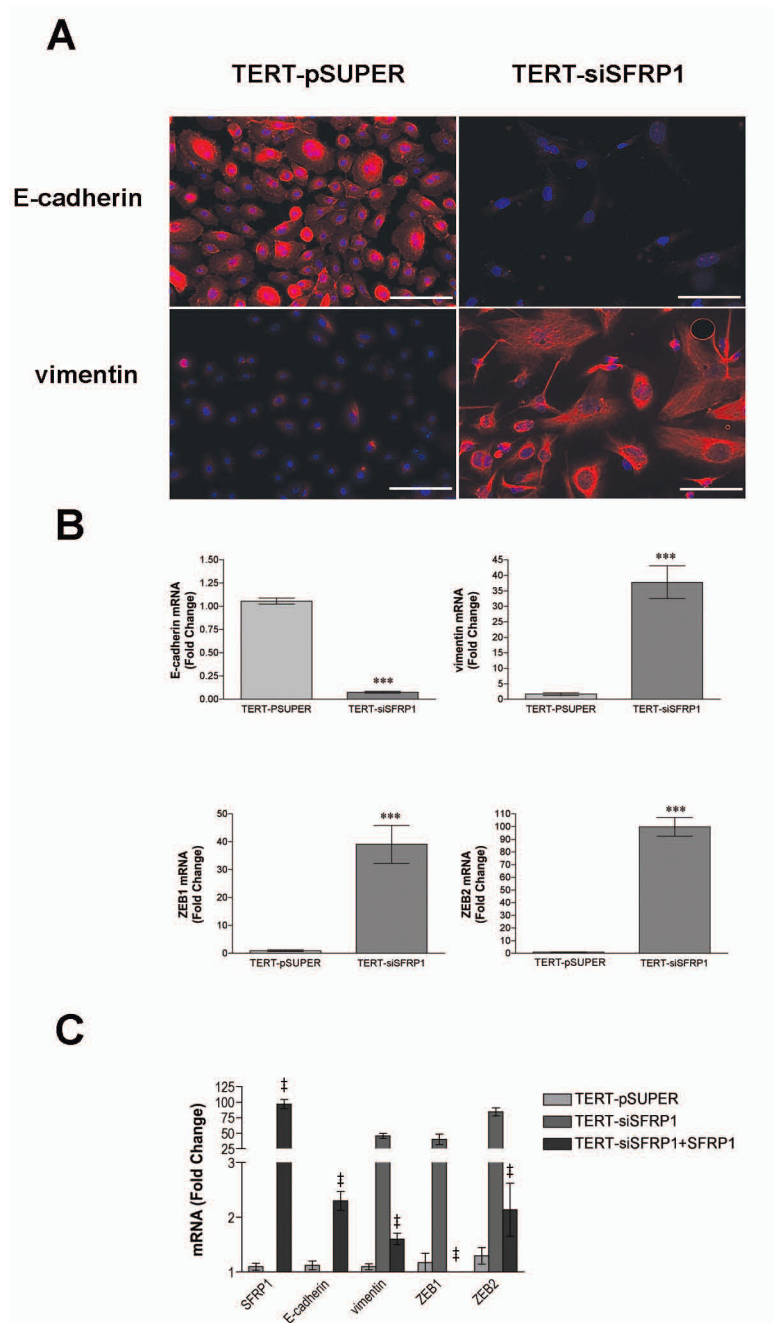 A
TERT-pSUPER TERT-siSFRP1
E-cadherin
vimentin
B
E-cadherin mRNA
(Fold Change)
1.50
1.25
1.00
0.75
0.50
0.25
0.00
***
TERT-PSUPER TERT-siSFRP1
vimentin mRNA
(Fold Change)
45
40
35
30
25
20
15
10
5
0
***
TERT-PSUPER TERT-siSFRP1
ZEB1 mRNA
(Fold Change)
50
40
30
20
10
0
***
TERT-pSUPER TERT-siSFRP1
ZEB2 mRNA
(Fold Change)
110
100
90
80
70
60
50
40
30
20
10
0
***
TERT-pSUPER TERT-siSFRP1
C
mRNA (Fold Change)
125
100
75
50
25
3
2
1
‡ ‡ ‡ ‡ ‡
SFRP1 E-cadherin vimentin ZEB1 ZEB2
TERT-pSUPER
TERT-siSFRP1
TERT-siSFRP1+SFRP1